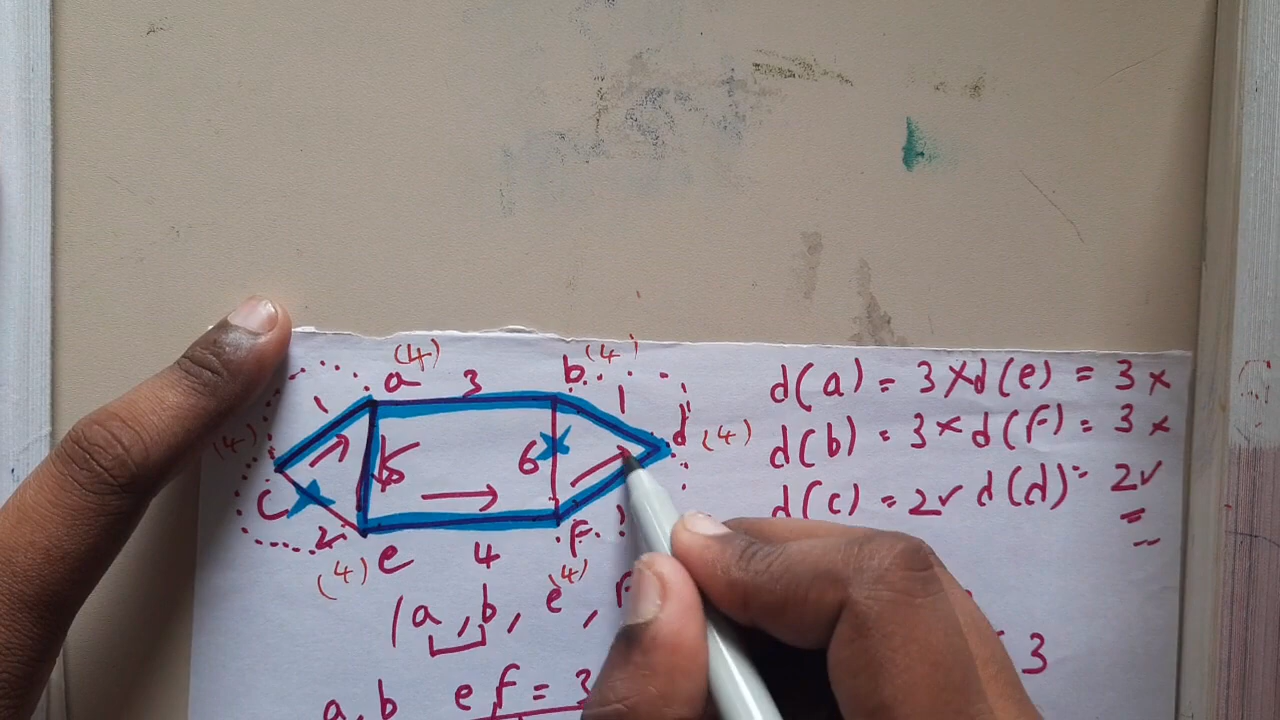 (4) (4)
a 3 b 1
1 d (4)
(4) 5 6
c
2 e 4 f
(4) (4)
(a, b, e,
a, b ef = 3
3
d(a) = 3 × d(e) = 3 ×
d(b) = 3 × d(f) = 3 ×
d(c) = 2 ✓ d(d) = 2 ✓